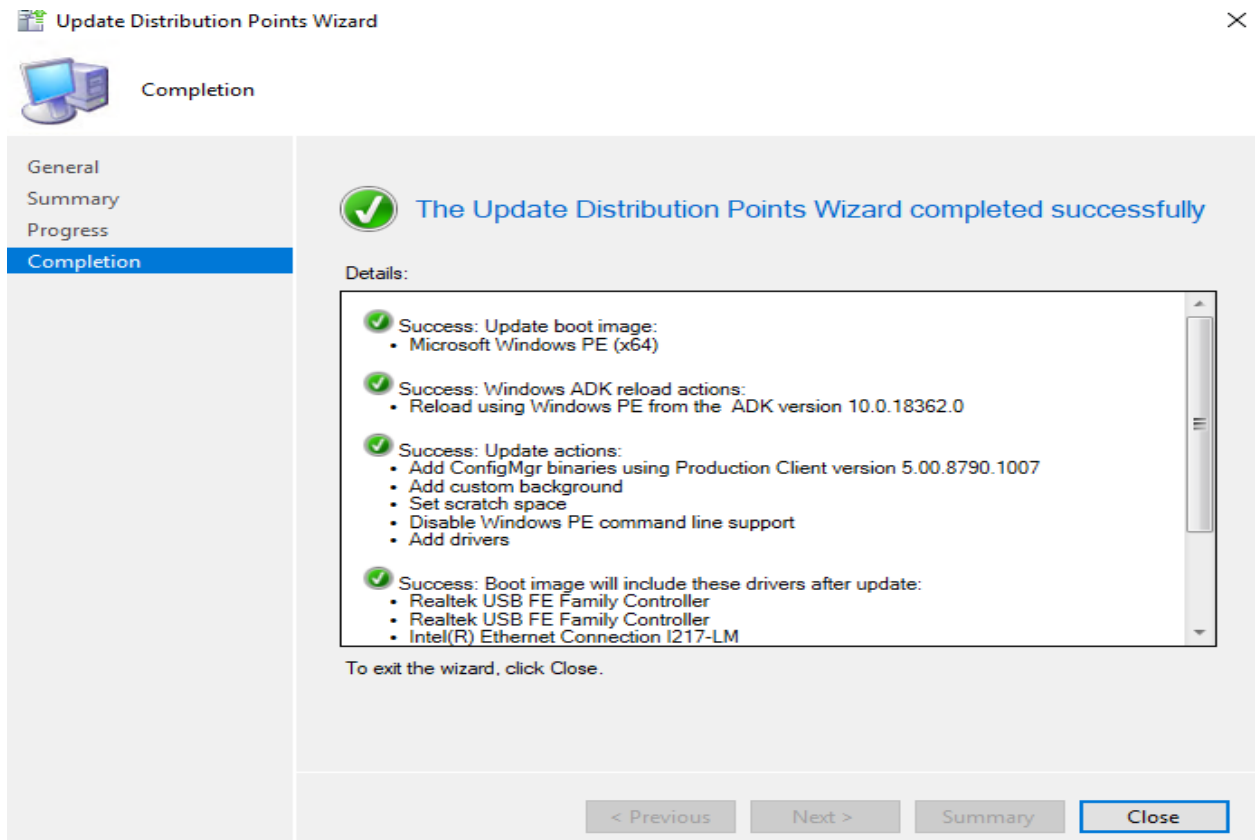 Update Distribution Points Wizard
Completion
General
Summary
Progress
Completion
The Update Distribution Points Wizard completed successfully
Details:
Success: Update boot image:
• Microsoft Windows PE (x64)
Success: Windows ADK reload actions:
• Reload using Windows PE from the  ADK version 10.0.18362.0
Success: Update actions:
• Add ConfigMgr binaries using Production Client version 5.00.8790.1007
• Add custom background
• Set scratch space
• Disable Windows PE command line support
• Add drivers
Success: Boot image will include these drivers after update:
• Realtek USB FE Family Controller
• Realtek USB FE Family Controller
• Intel(R) Ethernet Connection I217-LM
To exit the wizard, click Close.
< Previous Next > Summary Close